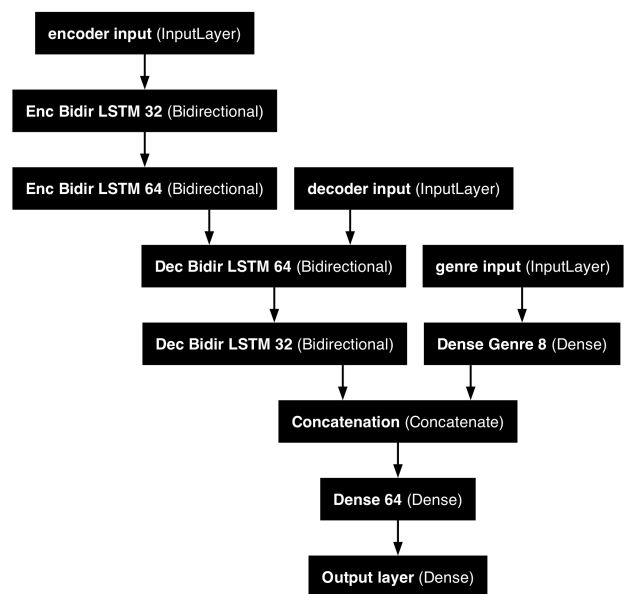 encoder input (InputLayer)
Enc Bidir LSTM 32 (Bidirectional)
Enc Bidir LSTM 64 (Bidirectional)
decoder input (InputLayer)
Dec Bidir LSTM 64 (Bidirectional)
genre input (InputLayer)
Dec Bidir LSTM 32 (Bidirectional)
Dense Genre 8 (Dense)
Concatenation (Concatenate)
Dense 64 (Dense)
Output layer (Dense)